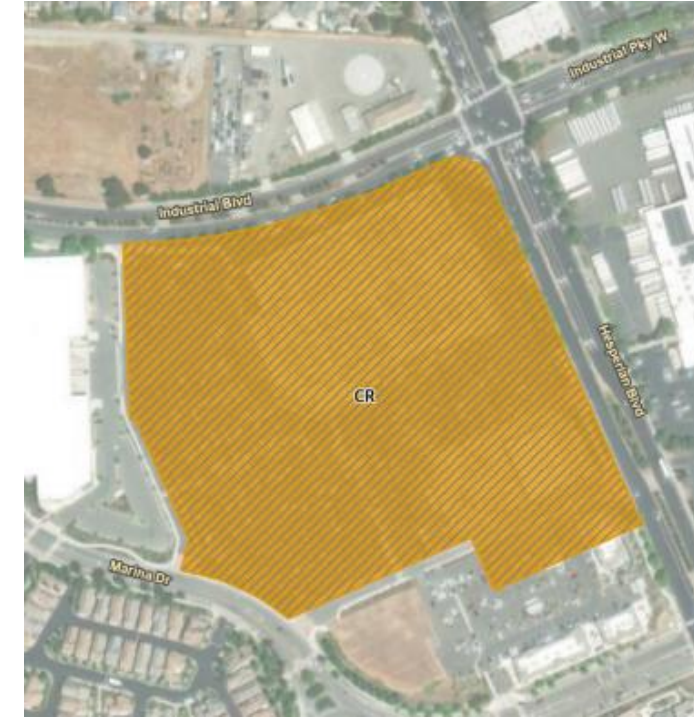 Industrial Pky W
Industrial Blvd
Hesperian Blvd
CR
Marina Dr